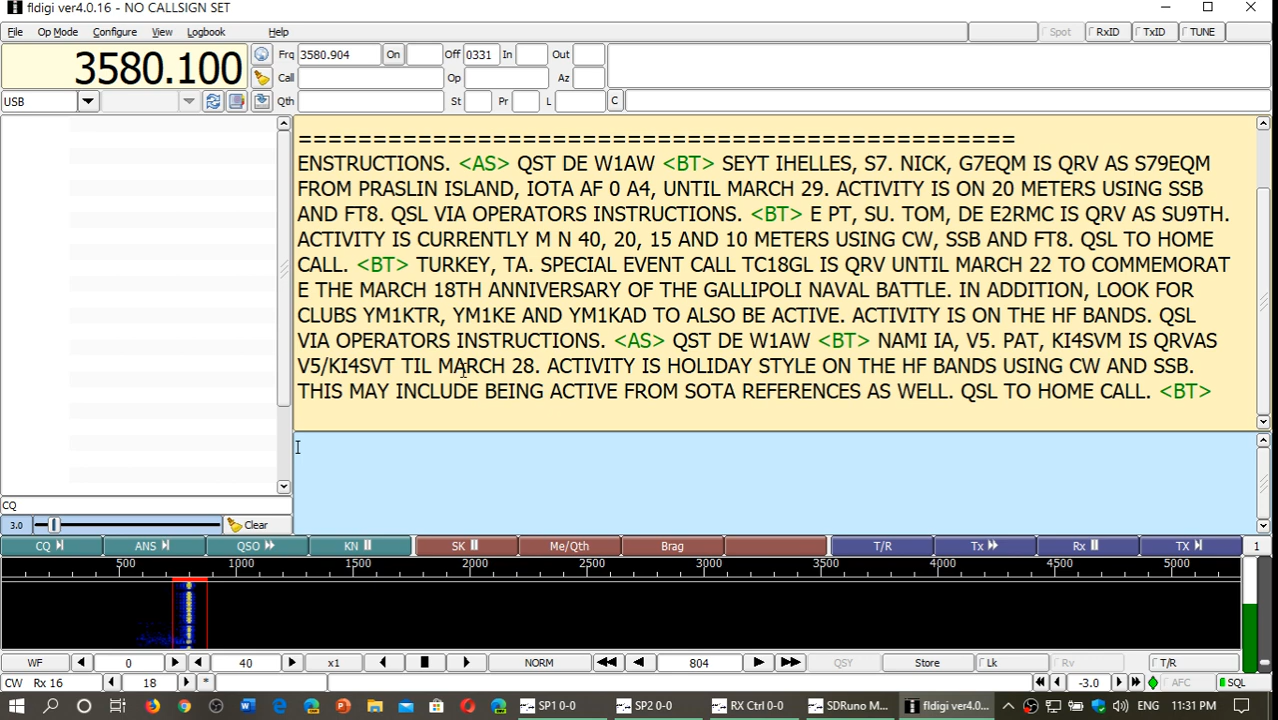 fldigi ver4.0.16 - NO CALLSIGN SET
File Op Mode Configure View Logbook Help Spot RxID TxID TUNE
3580.100 Frq 3580.904 On Off 0331 In Out
Call Op Az
USB Qth St Pr L C
================================================
ENSTRUCTIONS. <AS> QST DE W1AW <BT> SEYT IHELLES, S7. NICK, G7EQM IS QRV AS S79EQM
FROM PRASLIN ISLAND, IOTA AF 0 A4, UNTIL MARCH 29. ACTIVITY IS ON 20 METERS USING SSB
AND FT8. QSL VIA OPERATORS INSTRUCTIONS. <BT> E PT, SU. TOM, DE E2RMC IS QRV AS SU9TH.
ACTIVITY IS CURRENTLY M N 40, 20, 15 AND 10 METERS USING CW, SSB AND FT8. QSL TO HOME
CALL. <BT> TURKEY, TA. SPECIAL EVENT CALL TC18GL IS QRV UNTIL MARCH 22 TO COMMEMORAT
E THE MARCH 18TH ANNIVERSARY OF THE GALLIPOLI NAVAL BATTLE. IN ADDITION, LOOK FOR
CLUBS YM1KTR, YM1KE AND YM1KAD TO ALSO BE ACTIVE. ACTIVITY IS ON THE HF BANDS. QSL
VIA OPERATORS INSTRUCTIONS. <AS> QST DE W1AW <BT> NAMI IA, V5. PAT, KI4SVM IS QRVAS
V5/KI4SVT TIL MARCH 28. ACTIVITY IS HOLIDAY STYLE ON THE HF BANDS USING CW AND SSB.
THIS MAY INCLUDE BEING ACTIVE FROM SOTA REFERENCES AS WELL. QSL TO HOME CALL. <BT>
CQ
3.0 Clear
CQ ANS QSO KN SK Me/Qth Brag T/R Tx Rx TX 1
500 1000 1500 2000 2500 3000 3500 4000 4500 5000
WF 0 40 x1 NORM 804 QSY Store Lk Rv T/R
CW Rx 16 18 * -3.0 AFC SQL
SP1 0-0 SP2 0-0 RX Ctrl 0-0 SDRuno M... fldigi ver4.0.... ENG 11:31 PM